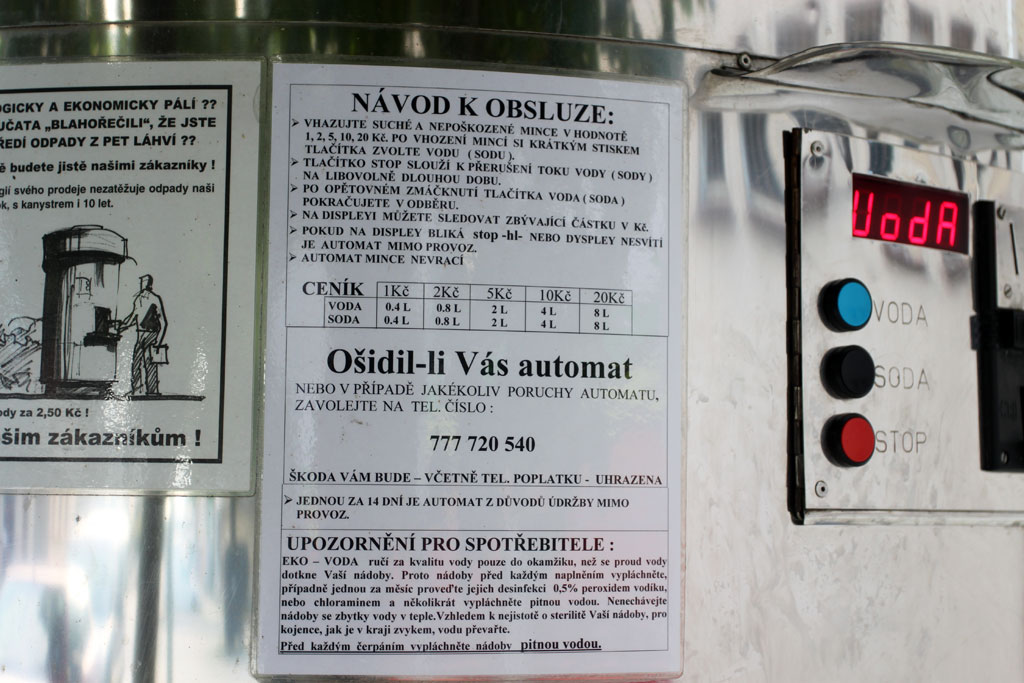 GICKY A EKONOMICKY PÁLÍ ??
UČATA „BLAHOŘEČILI“, ŽE JSTE
ŘEDÍ ODPADY Z PET LÁHVÍ ??
ě budete jistě našimi zákazníky !
gií svého prodeje nezatěžuje odpady naši
k, s kanystrem i 10 let.
ody za 2,50 Kč !
šim zákazníkům !
NÁVOD K OBSLUZE:
➢ VHAZUJTE SUCHÉ A NEPOŠKOZENÉ MINCE V HODNOTĚ
1, 2, 5, 10, 20 Kč. PO VHOZENÍ MINCÍ SI KRÁTKÝM STISKEM
TLAČÍTKA ZVOLTE VODU ( SODU ).
➢ TLAČÍTKO STOP SLOUŽÍ K PŘERUŠENÍ TOKU VODY ( SODY )
NA LIBOVOLNĚ DLOUHOU DOBU.
➢ PO OPĚTOVNÉM ZMÁČKNUTÍ TLAČÍTKA VODA ( SODA )
POKRAČUJETE V ODBĚRU.
➢ NA DISPLEYI MŮŽETE SLEDOVAT ZBÝVAJÍCÍ ČÁSTKU V Kč.
➢ POKUD NA DISPLEY BLIKÁ stop -hl- NEBO DYSPLEY NESVÍTÍ
JE AUTOMAT MIMO PROVOZ.
➢ AUTOMAT MINCE NEVRACÍ
CENÍK 1Kč 2Kč 5Kč 10Kč 20Kč
VODA 0.4 L 0.8 L 2 L 4 L 8 L
SODA 0.4 L 0.8 L 2 L 4 L 8 L
Ošidil-li Vás automat
NEBO V PŘÍPADĚ JAKÉKOLIV PORUCHY AUTOMATU,
ZAVOLEJTE NA TEL. ČÍSLO :
777 720 540
ŠKODA VÁM BUDE – VČETNĚ TEL. POPLATKU - UHRAZENA
➢ JEDNOU ZA 14 DNÍ JE AUTOMAT Z DŮVODŮ ÚDRŽBY MIMO
PROVOZ.
UPOZORNĚNÍ PRO SPOTŘEBITELE :
EKO – VODA ručí za kvalitu vody pouze do okamžiku, než se proud vody
dotkne Vaší nádoby. Proto nádoby před každým naplněním vypláchněte,
případně jednou za měsíc proveďte jejich desinfekci 0,5% peroxidem vodíku,
nebo chloraminem a několikrát vypláchněte pitnou vodou. Nenechávejte
nádoby se zbytky vody v teple.Vzhledem k nejistotě o sterilitě Vaší nádoby, pro
kojence, jak je v kraji zvykem, vodu převařte.
Před každým čerpáním vypláchněte nádoby pitnou vodou.
VodA
VODA
SODA
STOP